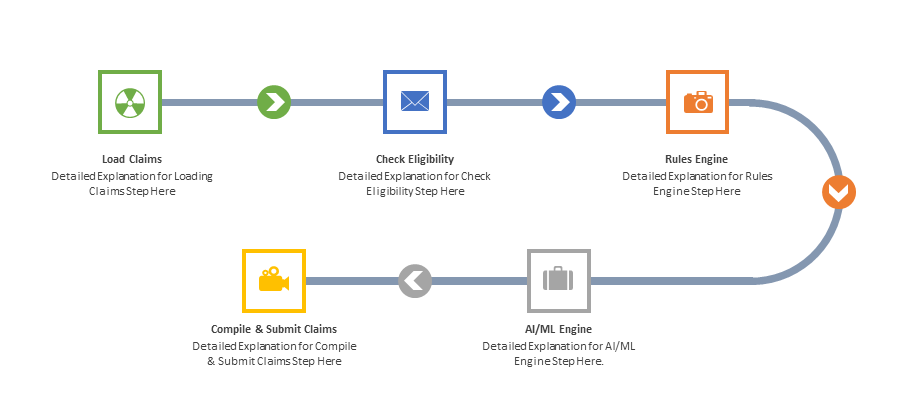 Load Claims
Detailed Explanation for Loading
Claims Step Here
Check Eligibility
Detailed Explanation for Check
Eligibility Step Here
Rules Engine
Detailed Explanation for Rules
Engine Step Here
Compile & Submit Claims
Detailed Explanation for Compile
& Submit Claims Step Here
AI/ML Engine
Detailed Explanation for AI/ML
Engine Step Here.